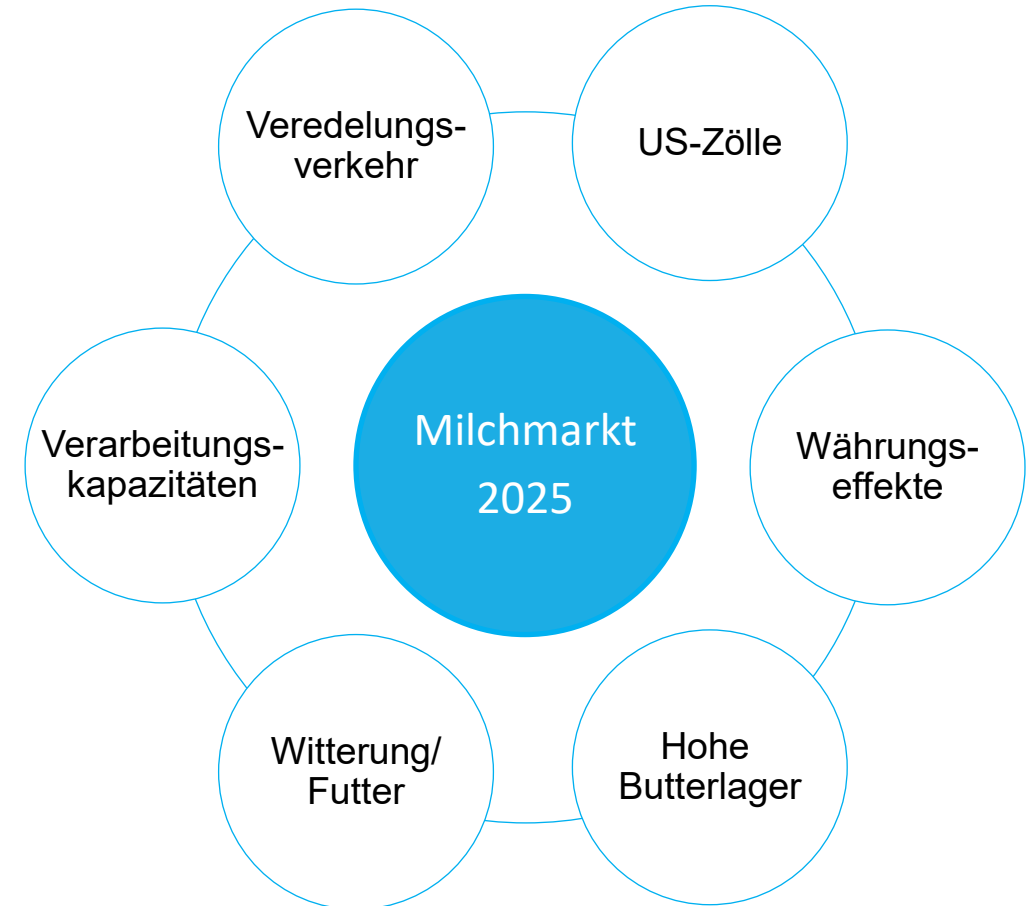 Veredelungs-
verkehr
US-Zölle
Verarbeitungs-
kapazitäten
Milchmarkt
2025
Währungs-
effekte
Witterung/
Futter
Hohe
Butterlager